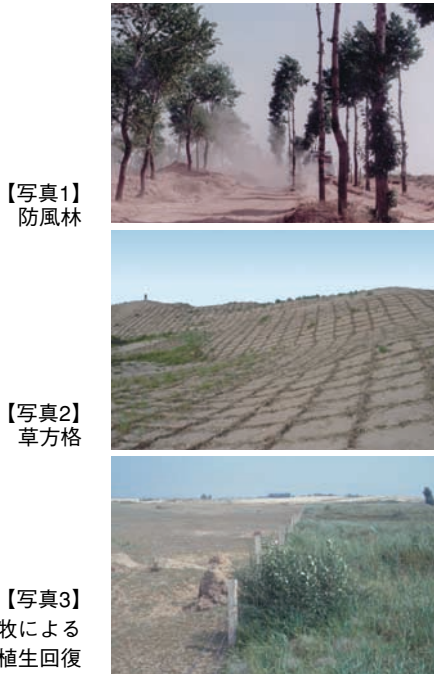 【写真1】
防風林
【写真2】
草方格
【写真3】
牧による
植生回復